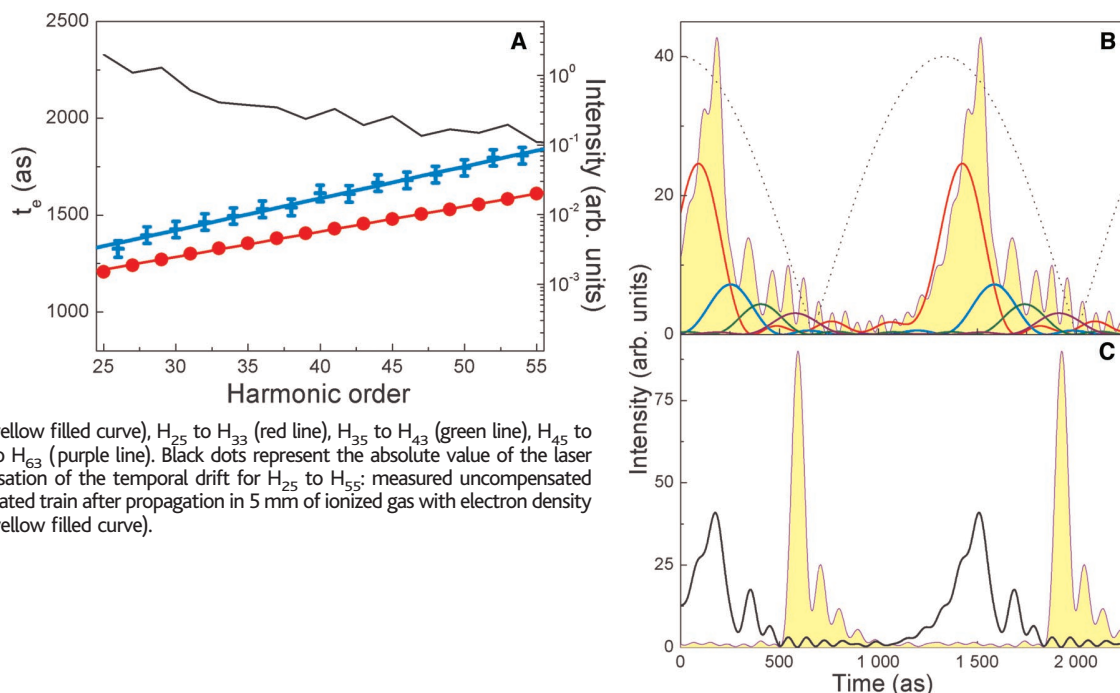 A
2500
2000
1500
1000
t_e (as)
10^0
10^-1
10^-2
10^-3
Intensity (arb. units)
25 30 35 40 45 50 55
Harmonic order
ellow filled curve), H25 to H33 (red line), H35 to H43 (green line), H45 to
o H63 (purple line). Black dots represent the absolute value of the laser
sation of the temporal drift for H25 to H55: measured uncompensated
ated train after propagation in 5 mm of ionized gas with electron density
ellow filled curve).
B
40
20
0
C
75
50
25
0
Intensity (arb. units)
0 500 1 000 1 500 2 000
Time (as)